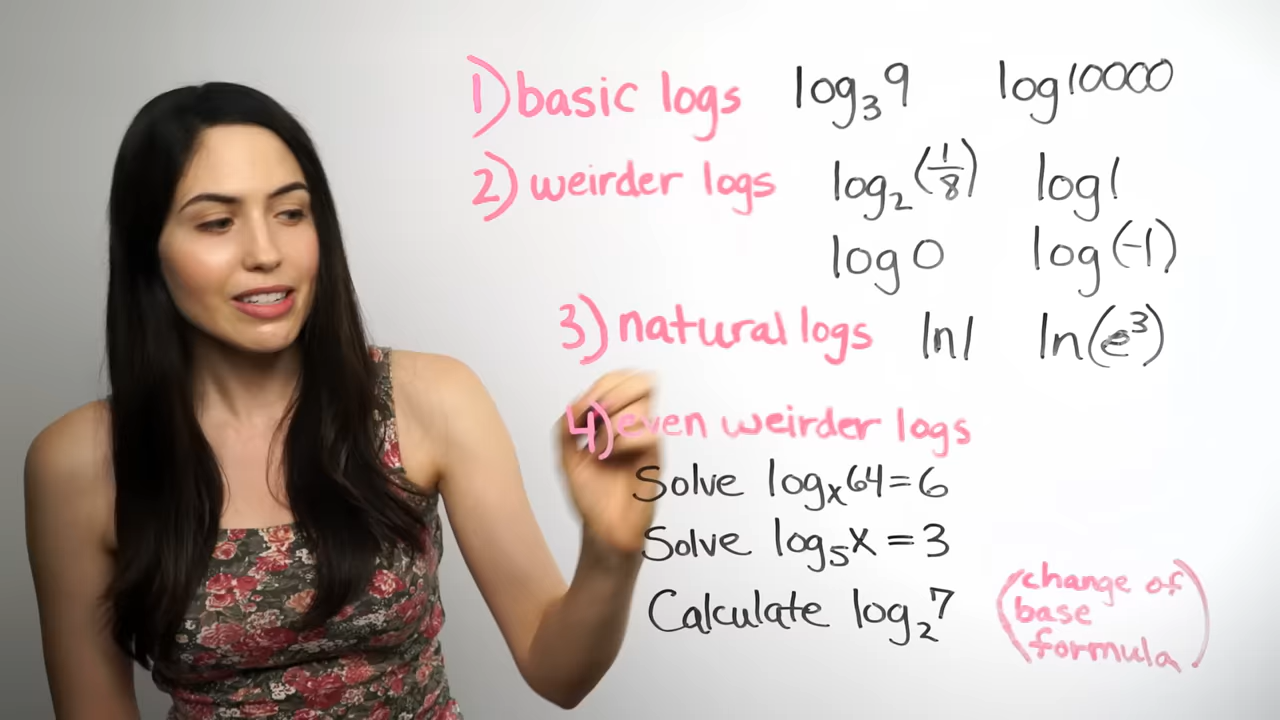 1) basic logs log₃9 log10000
2) weirder logs log₂(1/8) log1
log0 log(-1)
3) natural logs ln1 ln(e³)
4) even weirder logs
Solve logₓ64=6
Solve log₅x=3
Calculate log₂7
(change of
base
formula)